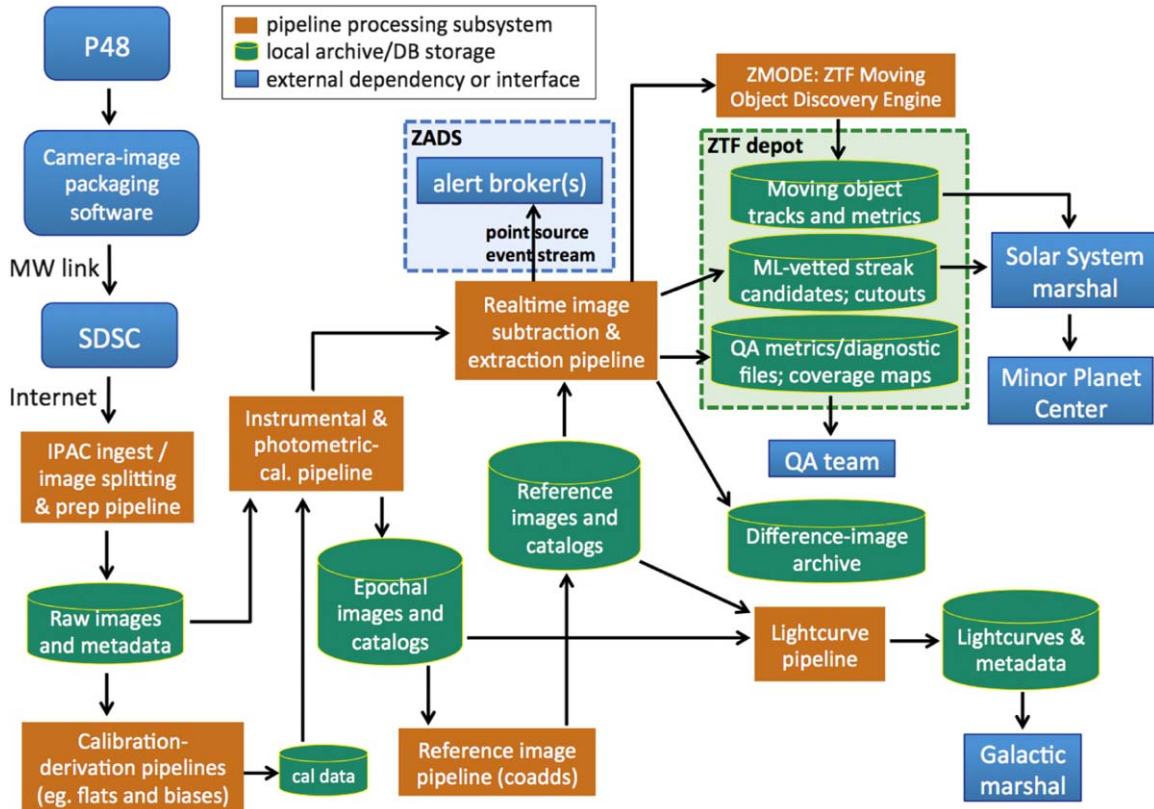 pipeline processing subsystem
local archive/DB storage
external dependency or interface
P48
Camera-image
packaging
software
MW link
SDSC
Internet
IPAC ingest /
image splitting
& prep pipeline
Raw images
and metadata
Calibration-
derivation pipelines
(eg. flats and biases)
cal data
Instrumental &
photometric-
cal. pipeline
Epochal
images and
catalogs
Reference image
pipeline (coadds)
Reference
images and
catalogs
ZADS
alert broker(s)
point source
event stream
Realtime image
subtraction &
extraction pipeline
ZMODE: ZTF Moving
Object Discovery Engine
ZTF depot
Moving object
tracks and metrics
ML-vetted streak
candidates; cutouts
QA metrics/diagnostic
files; coverage maps
QA team
Solar System
marshal
Minor Planet
Center
Difference-image
archive
Lightcurve
pipeline
Lightcurves &
metadata
Galactic
marshal